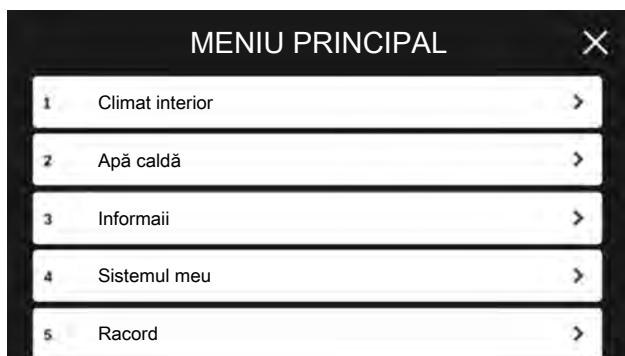 MENIU PRINCIPAL
1 Climat interior
2 Apă caldă
3 Informaii
4 Sistemul meu
5 Racord